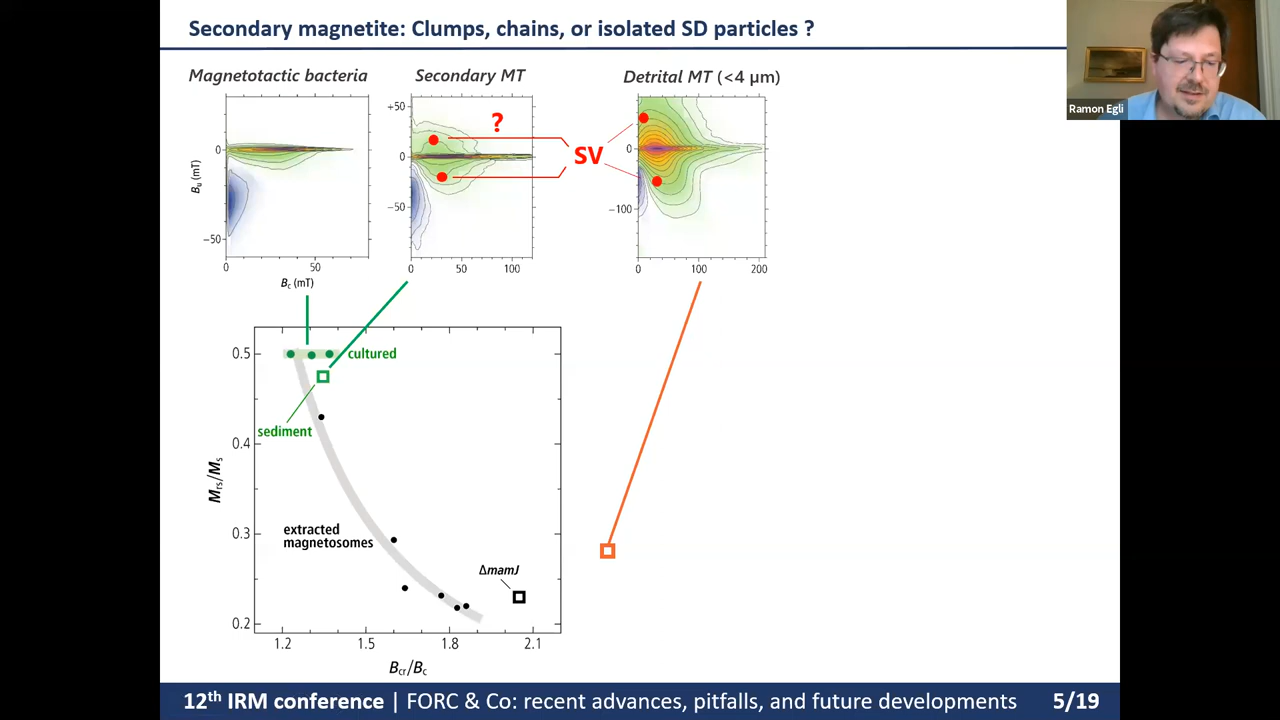 Secondary magnetite: Clumps, chains, or isolated SD particles ?
Ramon Egli
Magnetotactic bacteria
Secondary MT
Detrital MT (<4 μm)
0
−50
Bu (mT)
0
50
Bc (mT)
+50
0
−50
0
50
100
?
SV
0
−100
0
100
200
0.5
0.4
0.3
0.2
Mrs/Ms
cultured
sediment
extracted
magnetosomes
ΔmamJ
1.2
1.5
1.8
2.1
Bcr/Bc
12th IRM conference | FORC & Co: recent advances, pitfalls, and future developments
5/19